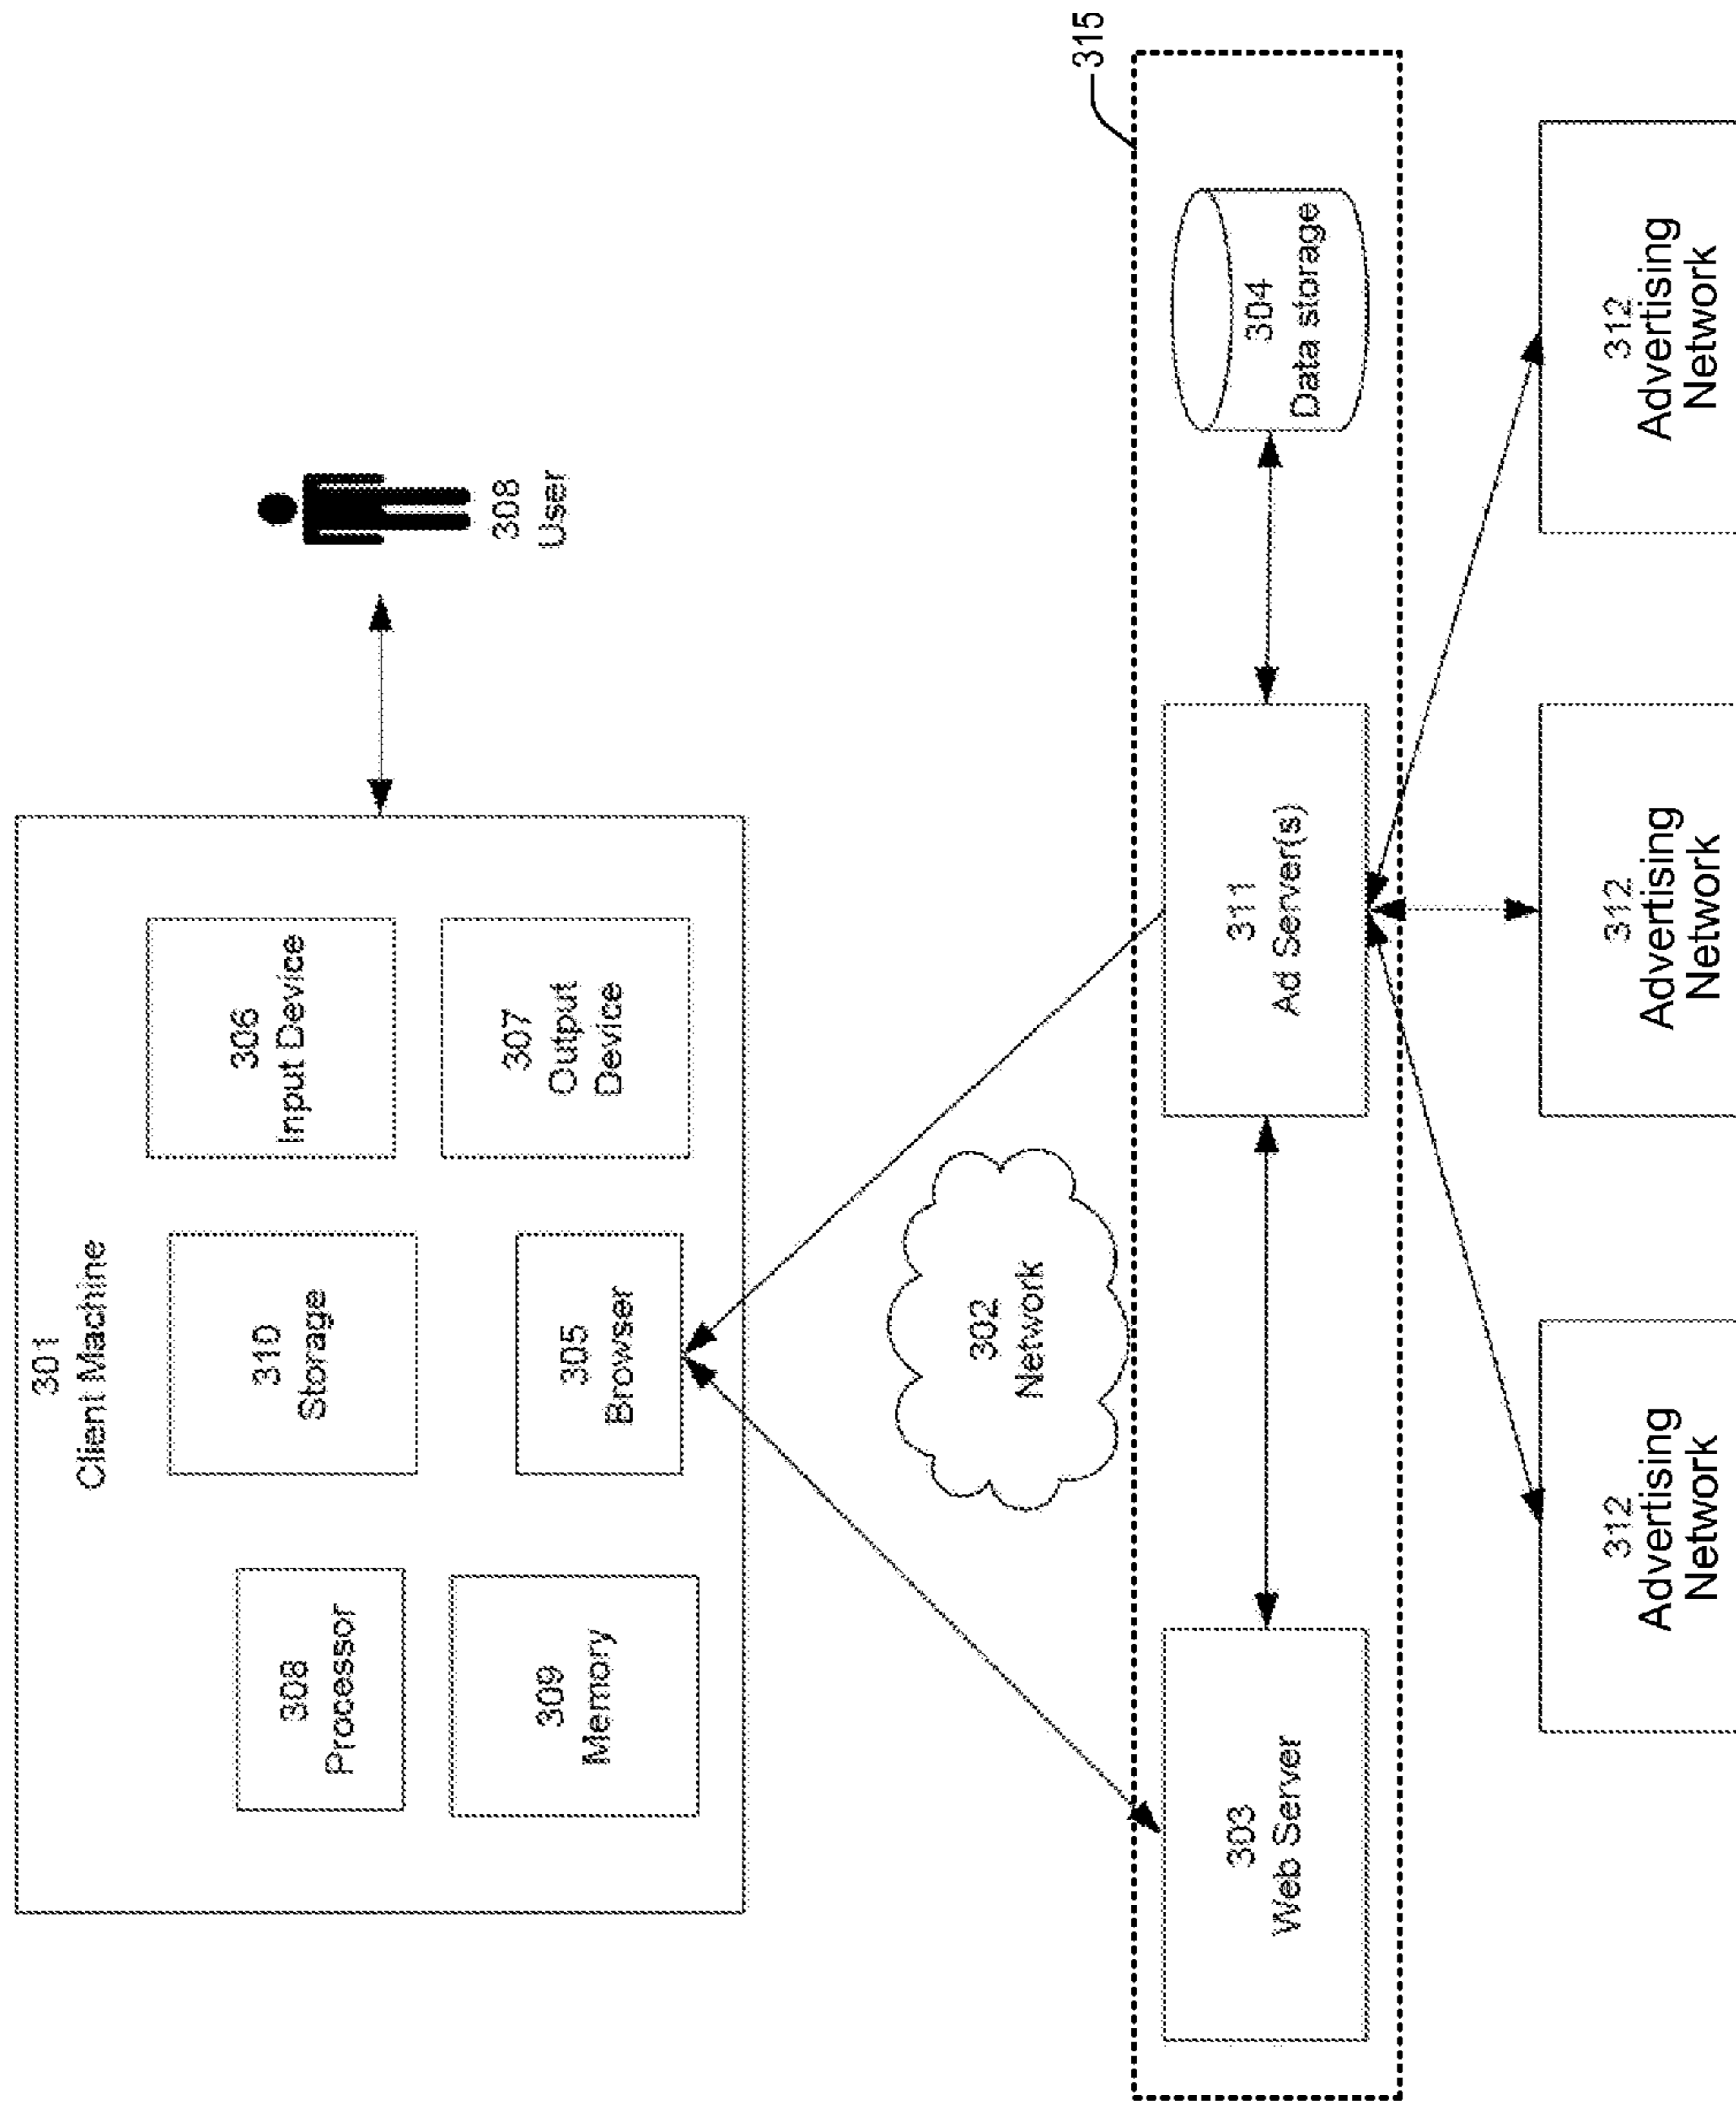 301
Client Machine
308
Processor
310
Storage
306
Input Device
309
Memory
305
Browser
307
Output
Device
308
User
302
Network
315
303
Web Server
311
Ad Server(s)
304
Data storage
312
Advertising
Network
312
Advertising
Network
312
Advertising
Network